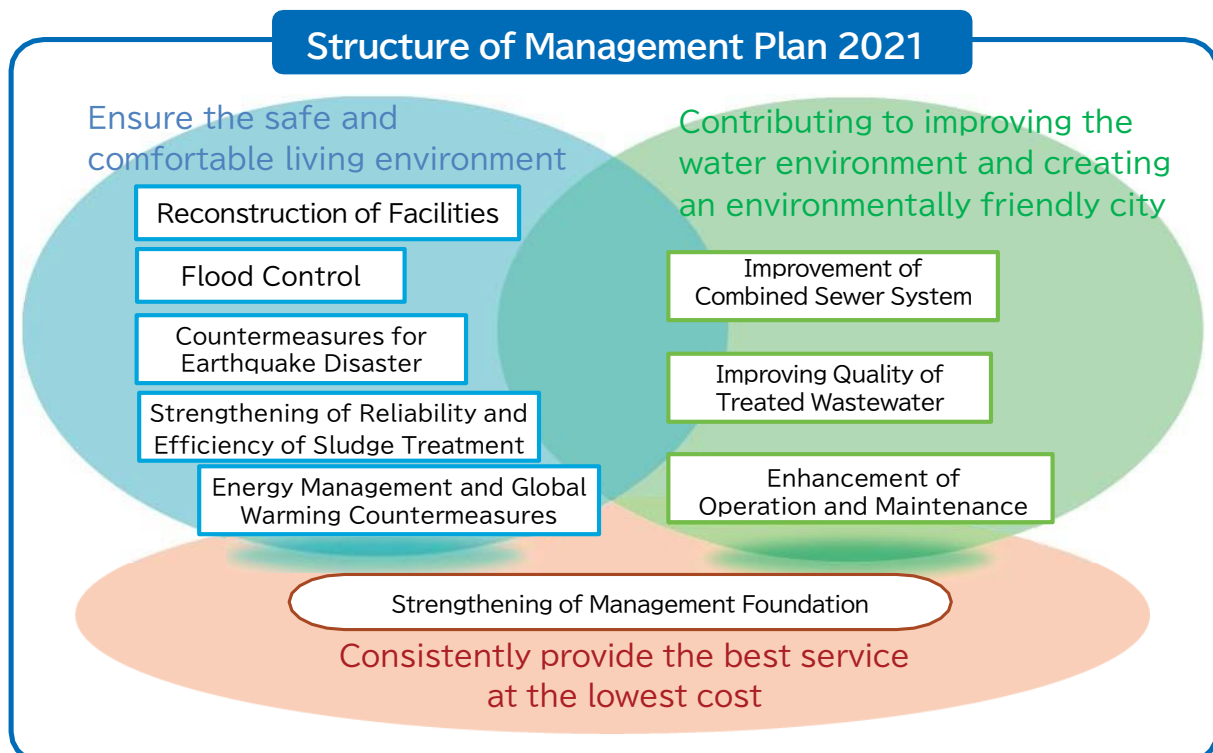 Structure of Management Plan 2021
Ensure the safe and
comfortable living environment
Reconstruction of Facilities
Flood Control
Countermeasures for
Earthquake Disaster
Strengthening of Reliability and
Efficiency of Sludge Treatment
Energy Management and Global
Warming Countermeasures
Contributing to improving the
water environment and creating
an environmentally friendly city
Improvement of
Combined Sewer System
Improving Quality of
Treated Wastewater
Enhancement of
Operation and Maintenance
Strengthening of Management Foundation
Consistently provide the best service
at the lowest cost